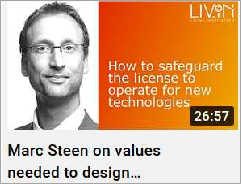 LIV.IN
How to safeguard
the license to
operate for new
technologies
26:57
Marc Steen on values
needed to design...